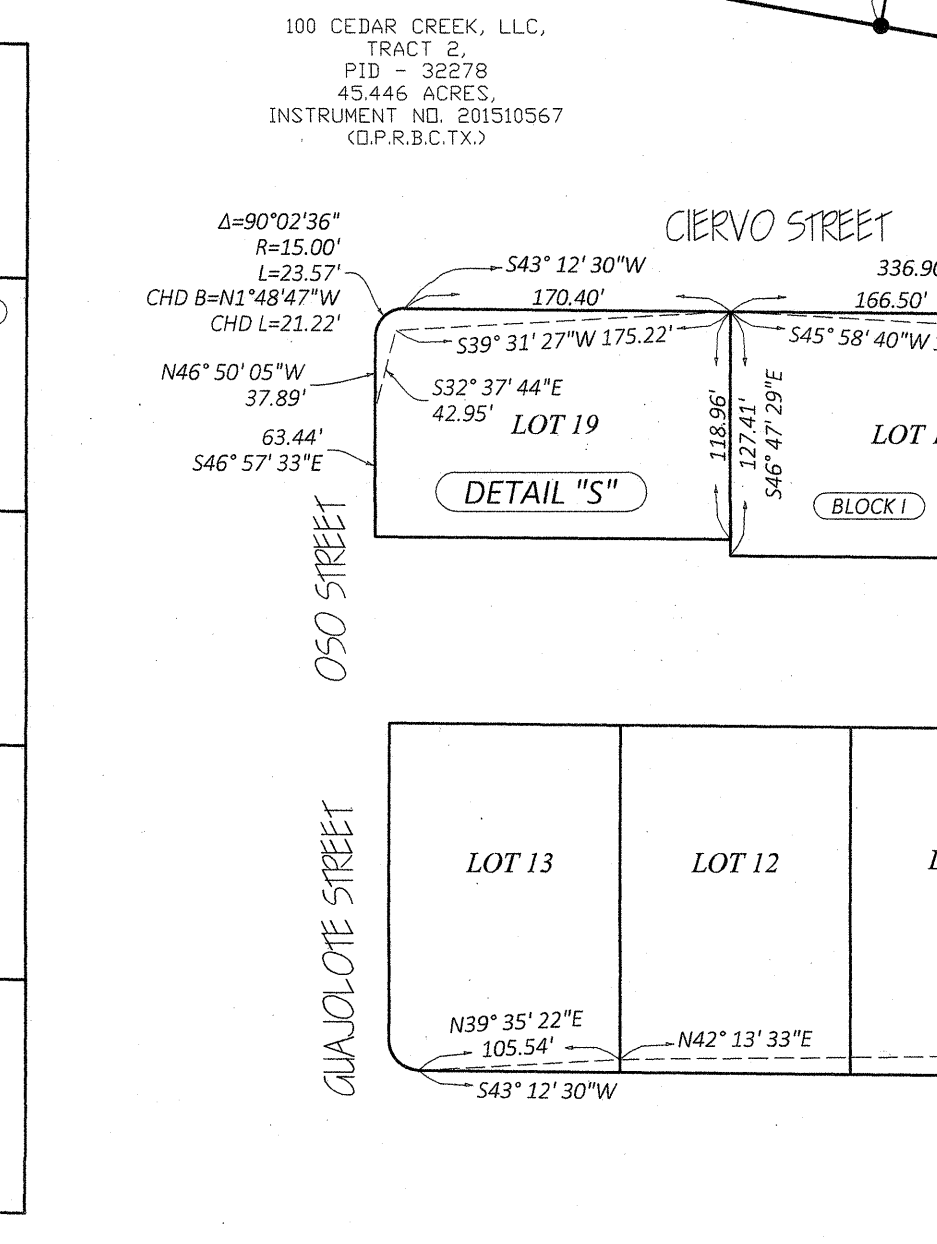 100 CEDAR CREEK, LLC,
TRACT 2,
PID - 32278
45.446 ACRES,
INSTRUMENT NO. 201510567
(O.P.R.B.C.TX.)
CIERVO STREET
Δ=90°02'36"
R=15.00'
L=23.57'
CHD B=N1°48'47"W
CHD L=21.22'
S43° 12' 30"W
170.40'
336.90
166.50'
S39° 31' 27"W 175.22'
S45° 58' 40"W
N46° 50' 05"W
37.89'
S32° 37' 44"E
42.95'
63.44'
S46° 57' 33"E
LOT 19
118.96'
127.41'
S46° 47' 29"E
LOT
DETAIL "S"
BLOCK I
OSO STREET
GUAJOLOTE STREET
LOT 13
LOT 12
L
N39° 35' 22"E
105.54'
N42° 13' 33"E
S43° 12' 30"W